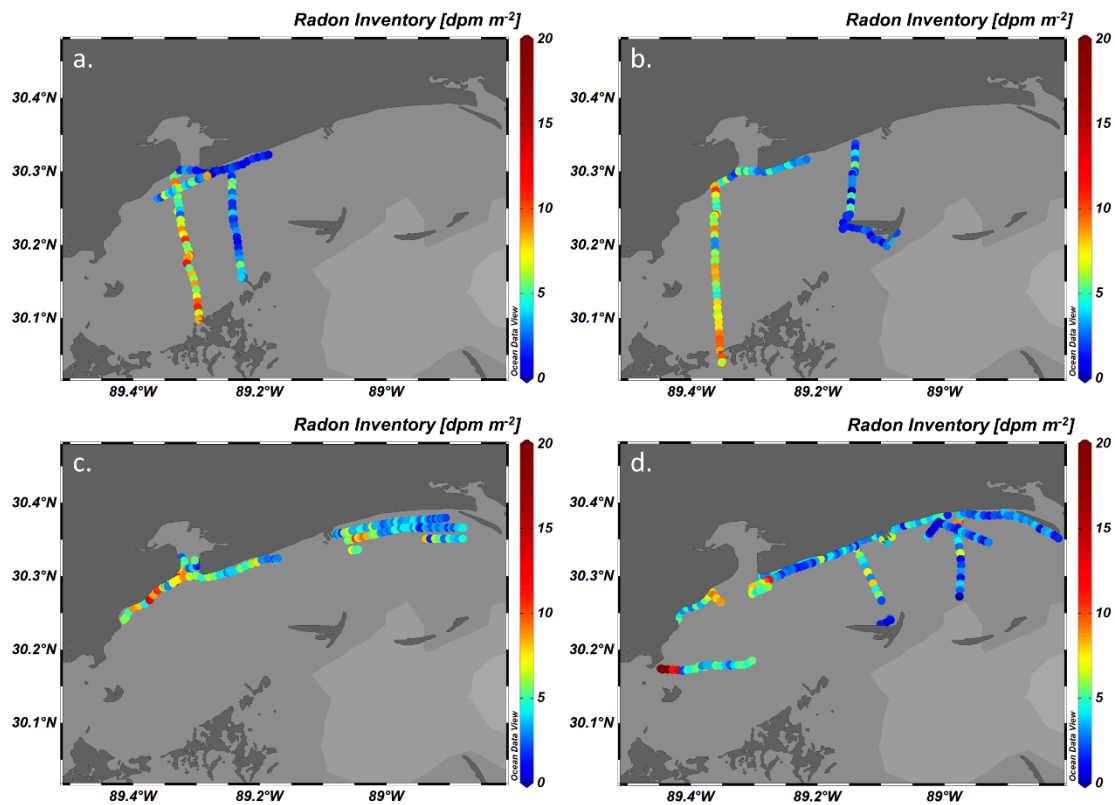 Radon Inventory [dpm m⁻²]
a.
30.4°N
30.3°N
30.2°N
30.1°N
89.4°W
89.2°W
89°W
20
15
10
5
0
Ocean Data View
Radon Inventory [dpm m⁻²]
b.
30.4°N
30.3°N
30.2°N
30.1°N
89.4°W
89.2°W
89°W
20
15
10
5
0
Ocean Data View
Radon Inventory [dpm m⁻²]
c.
30.4°N
30.3°N
30.2°N
30.1°N
89.4°W
89.2°W
89°W
20
15
10
5
0
Ocean Data View
Radon Inventory [dpm m⁻²]
d.
30.4°N
30.3°N
30.2°N
30.1°N
89.4°W
89.2°W
89°W
20
15
10
5
0
Ocean Data View